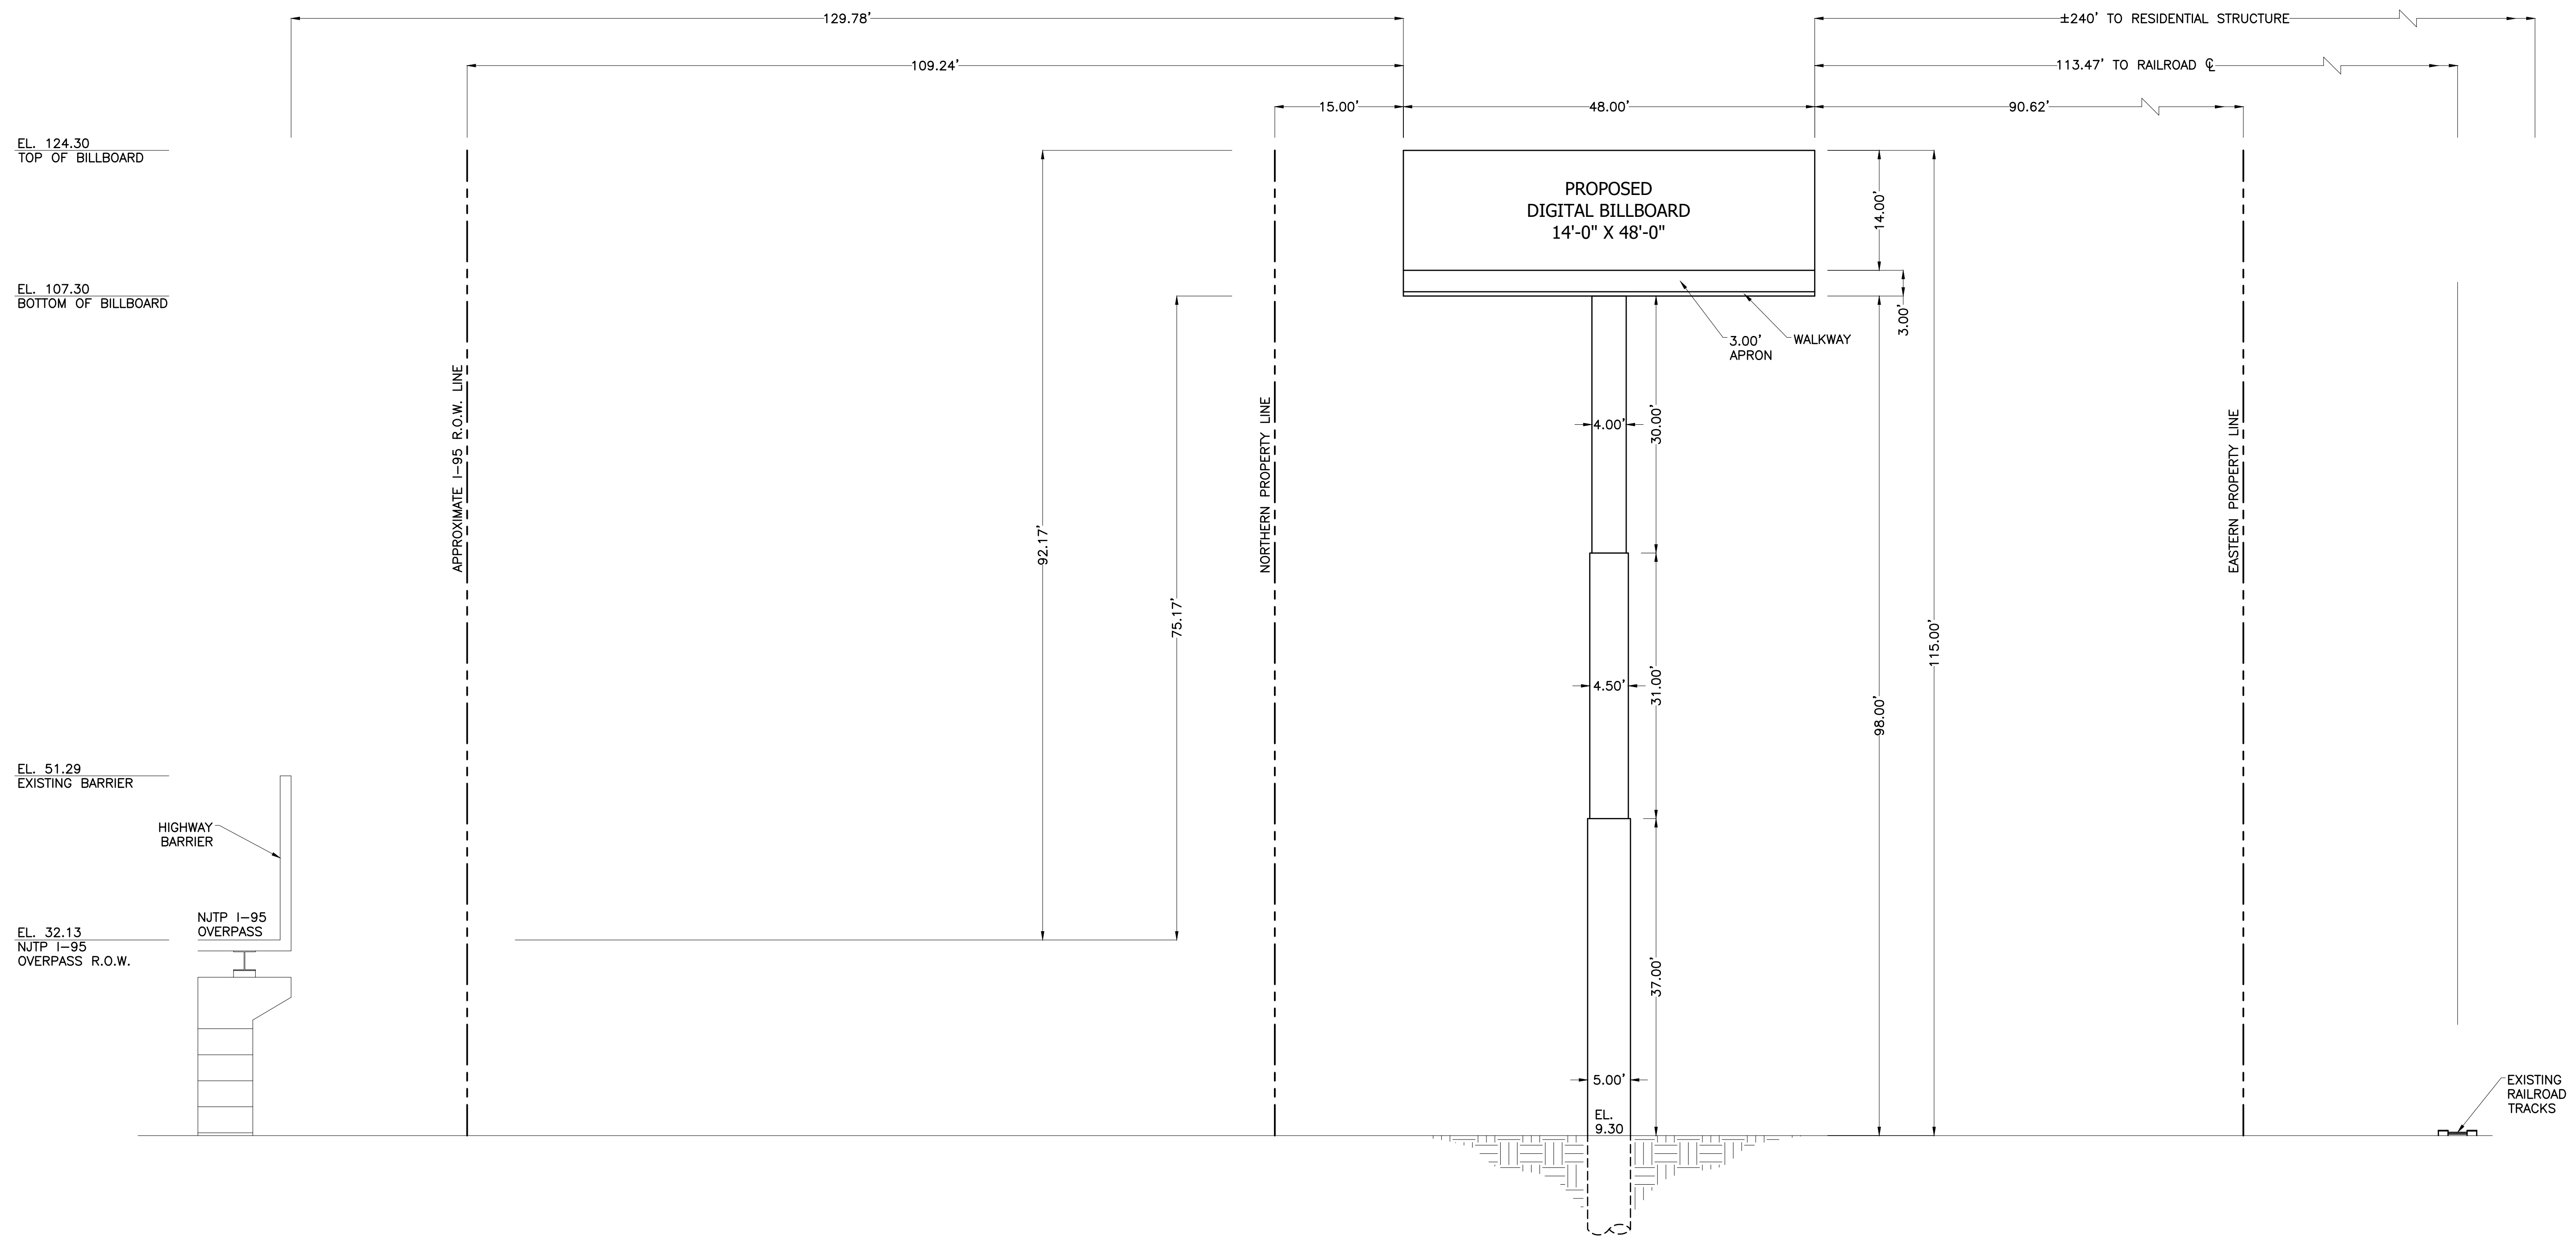 129.78'
±240' TO RESIDENTIAL STRUCTURE
109.24'
113.47' TO RAILROAD ℄
15.00'
48.00'
90.62'
EL. 124.30
TOP OF BILLBOARD
PROPOSED
DIGITAL BILLBOARD
14'-0" X 48'-0"
14.00'
EL. 107.30
BOTTOM OF BILLBOARD
3.00'
3.00'
APRON
WALKWAY
APPROXIMATE I-95 R.O.W. LINE
NORTHERN PROPERTY LINE
EASTERN PROPERTY LINE
4.00'
30.00'
92.17'
75.17'
115.00'
4.50'
31.00'
98.00'
EL. 51.29
EXISTING BARRIER
HIGHWAY
BARRIER
NJTP I-95
OVERPASS
EL. 32.13
NJTP I-95
OVERPASS R.O.W.
37.00'
5.00'
EL.
9.30
EXISTING
RAILROAD
TRACKS